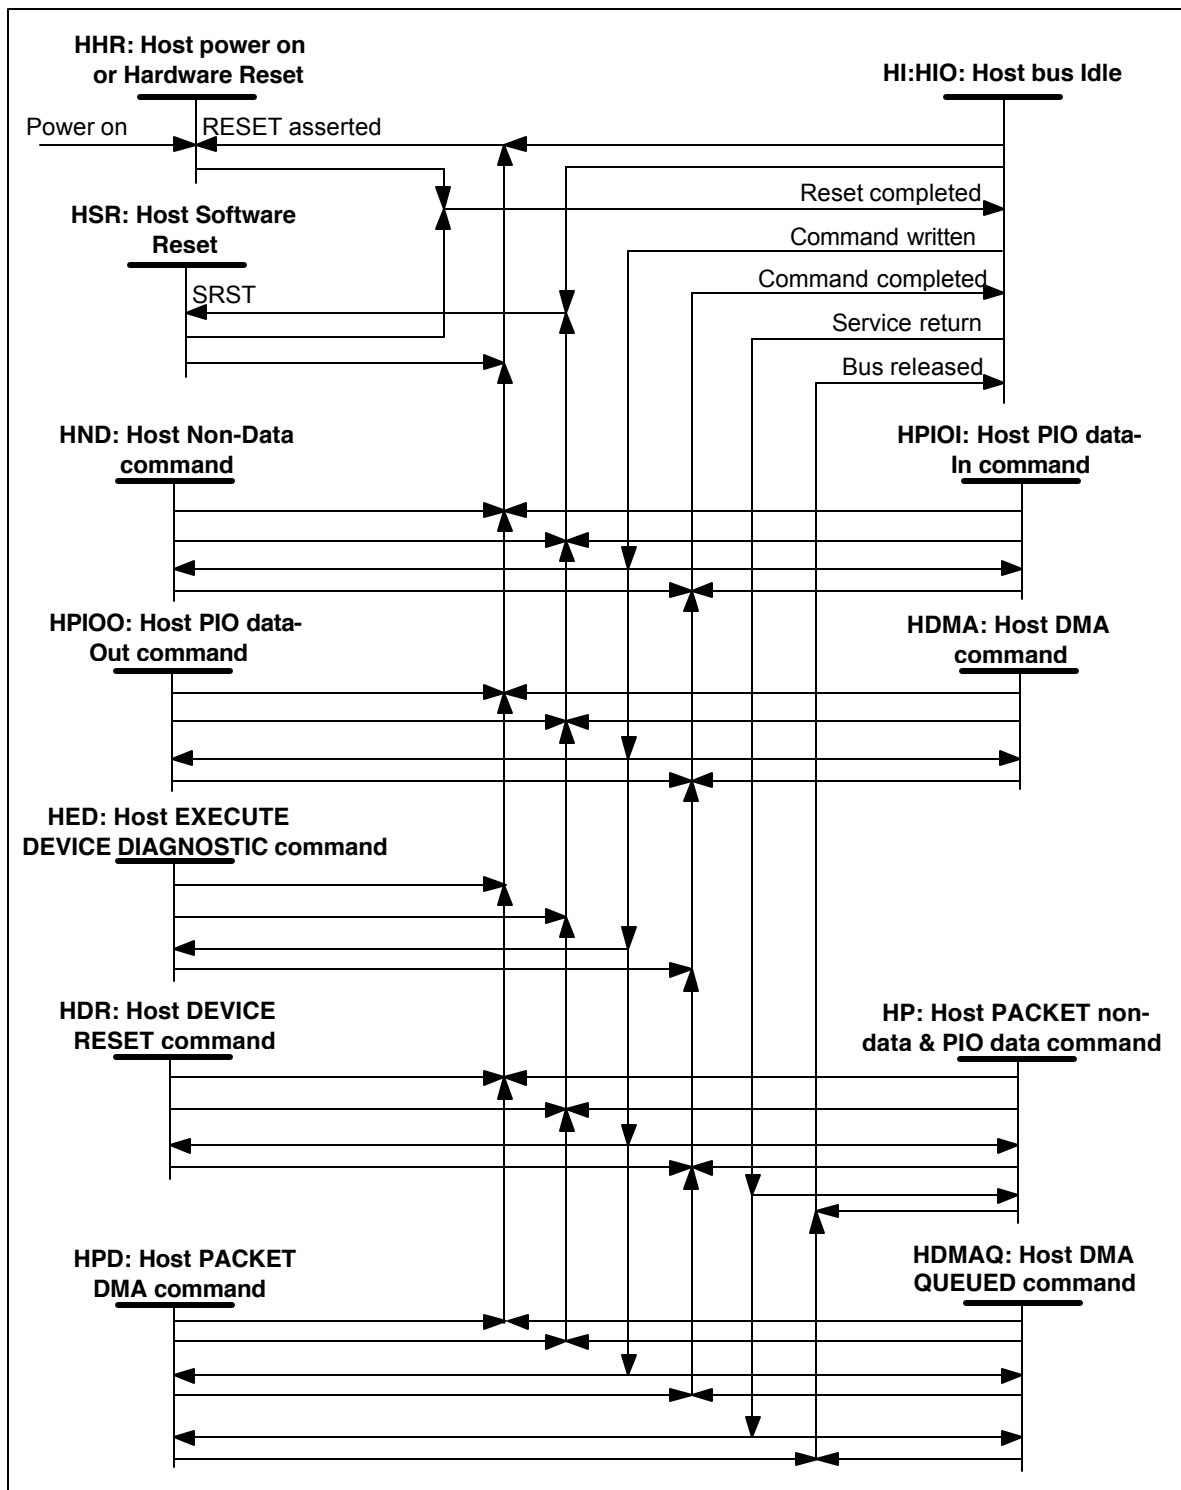 HHR: Host power on
or Hardware Reset
HI:HIO: Host bus Idle
Power on
RESET asserted
Reset completed
HSR: Host Software
Reset
Command written
Command completed
SRST
Service return
Bus released
HND: Host Non-Data
command
HPIOI: Host PIO data-
In command
HPIOO: Host PIO data-
Out command
HDMA: Host DMA
command
HED: Host EXECUTE
DEVICE DIAGNOSTIC command
HDR: Host DEVICE
RESET command
HP: Host PACKET non-
data & PIO data command
HPD: Host PACKET
DMA command
HDMAQ: Host DMA
QUEUED command